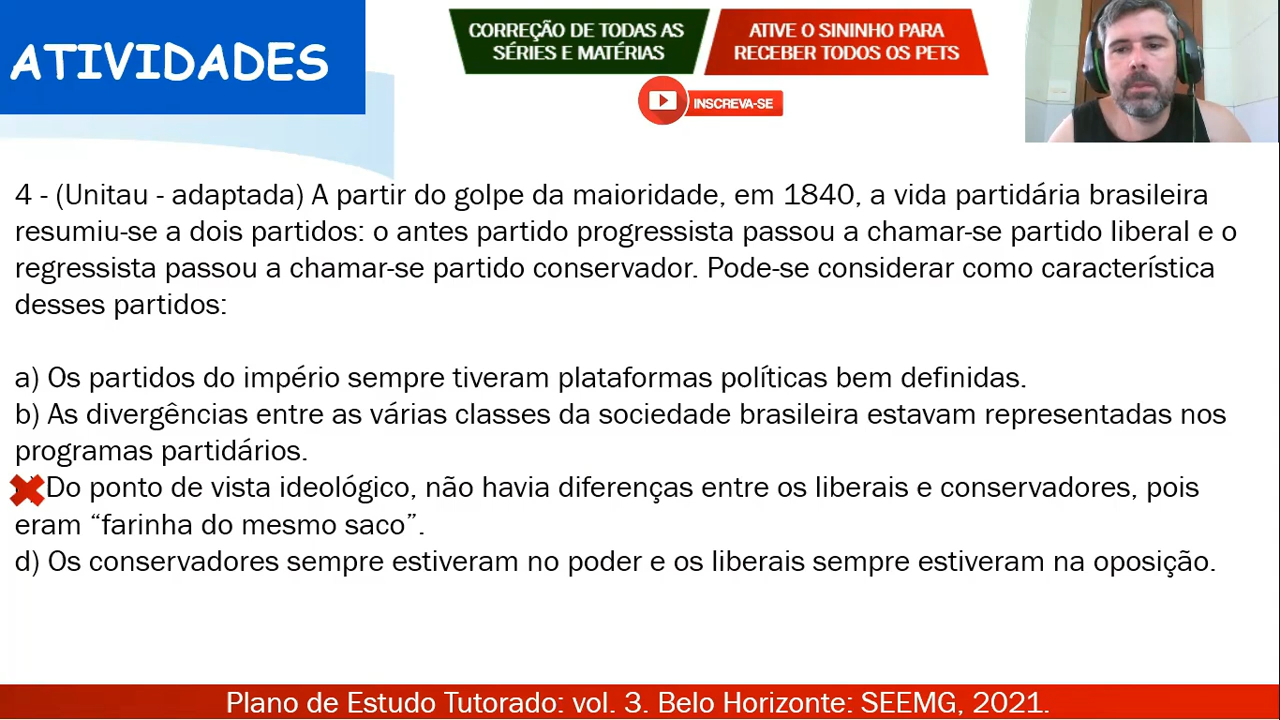 ATIVIDADES
CORREÇÃO DE TODAS AS
SÉRIES E MATÉRIAS
ATIVE O SININHO PARA
RECEBER TODOS OS PETS
INSCREVA-SE
4 - (Unitau - adaptada) A partir do golpe da maioridade, em 1840, a vida partidária brasileira
resumiu-se a dois partidos: o antes partido progressista passou a chamar-se partido liberal e o
regressista passou a chamar-se partido conservador. Pode-se considerar como característica
desses partidos:
a) Os partidos do império sempre tiveram plataformas políticas bem definidas.
b) As divergências entre as várias classes da sociedade brasileira estavam representadas nos
programas partidários.
Do ponto de vista ideológico, não havia diferenças entre os liberais e conservadores, pois
eram “farinha do mesmo saco”.
d) Os conservadores sempre estiveram no poder e os liberais sempre estiveram na oposição.
Plano de Estudo Tutorado: vol. 3. Belo Horizonte: SEEMG, 2021.